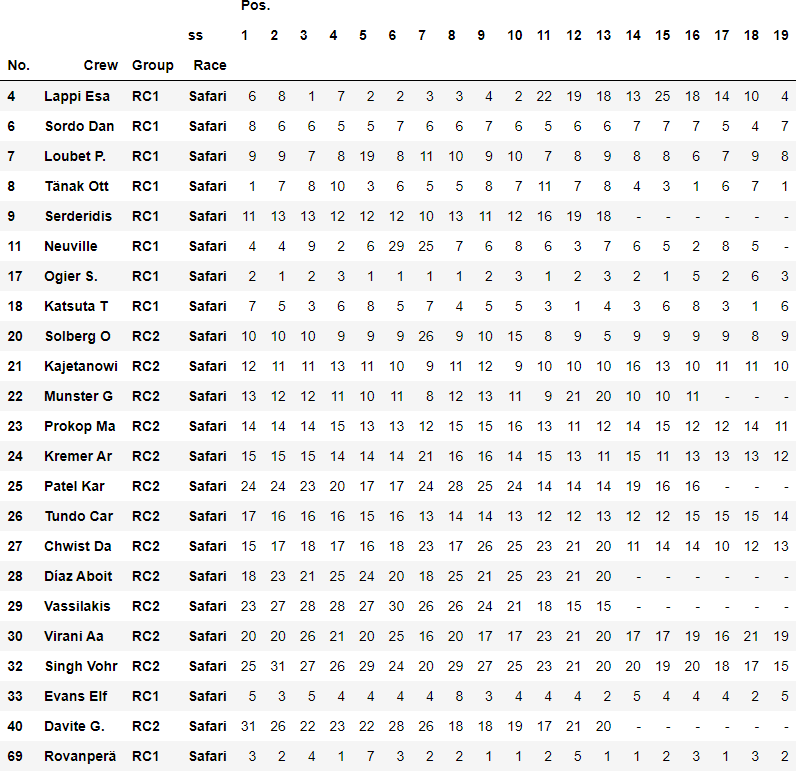 Pos.
ss 1 2 3 4 5 6 7 8 9 10 11 12 13 14 15 16 17 18 19
No. Crew Group Race
4 Lappi Esa RC1 Safari 6 8 1 7 2 2 3 3 4 2 22 19 18 13 25 18 14 10 4
6 Sordo Dan RC1 Safari 8 6 6 5 5 7 6 6 7 6 5 6 6 7 7 7 5 4 7
7 Loubet P. RC1 Safari 9 9 7 8 19 8 11 10 9 10 7 8 9 8 8 6 7 9 8
8 Tänak Ott RC1 Safari 1 7 8 10 3 6 5 5 8 7 11 7 8 4 3 1 6 7 1
9 Serderidis RC1 Safari 11 13 13 12 12 12 10 13 11 12 16 19 18 - - - - - -
11 Neuville RC1 Safari 4 4 9 2 6 29 25 7 6 8 6 3 7 6 5 2 8 5 -
17 Ogier S. RC1 Safari 2 1 2 3 1 1 1 1 2 3 1 2 3 2 1 5 2 6 3
18 Katsuta T RC1 Safari 7 5 3 6 8 5 7 4 5 5 3 1 4 3 6 8 3 1 6
20 Solberg O RC2 Safari 10 10 10 9 9 9 26 9 10 15 8 9 5 9 9 9 9 8 9
21 Kajetanowi RC2 Safari 12 11 11 13 11 10 9 11 12 9 10 10 10 16 13 10 11 11 10
22 Munster G RC2 Safari 13 12 12 11 10 11 8 12 13 11 9 21 20 10 10 11 - - -
23 Prokop Ma RC2 Safari 14 14 14 15 13 13 12 15 15 16 13 11 12 14 15 12 12 14 11
24 Kremer Ar RC2 Safari 15 15 15 14 14 14 21 16 16 14 15 13 11 15 11 13 13 13 12
25 Patel Kar RC2 Safari 24 24 23 20 17 17 24 28 25 24 14 14 14 19 16 16 - - -
26 Tundo Car RC2 Safari 17 16 16 16 15 16 13 14 14 13 12 12 13 12 12 15 15 15 14
27 Chwist Da RC2 Safari 15 17 18 17 16 18 23 17 26 25 23 21 20 11 14 14 10 12 13
28 Díaz Aboit RC2 Safari 18 23 21 25 24 20 18 25 21 25 23 21 20 - - - - - -
29 Vassilakis RC2 Safari 23 27 28 28 27 30 26 26 24 21 18 15 15 - - - - - -
30 Virani Aa RC2 Safari 20 20 26 21 20 25 16 20 17 17 23 21 20 17 17 19 16 21 19
32 Singh Vohr RC2 Safari 25 31 27 26 29 24 20 29 27 25 23 21 20 20 19 20 18 17 15
33 Evans Elf RC1 Safari 5 3 5 4 4 4 8 3 4 4 4 2 5 4 4 4 2 5
40 Davite G. RC2 Safari 31 26 22 23 22 28 26 18 18 19 17 21 20 - - - - - -
69 Rovanperä RC1 Safari 3 2 4 1 7 3 2 2 1 1 2 5 1 1 2 3 1 3 2